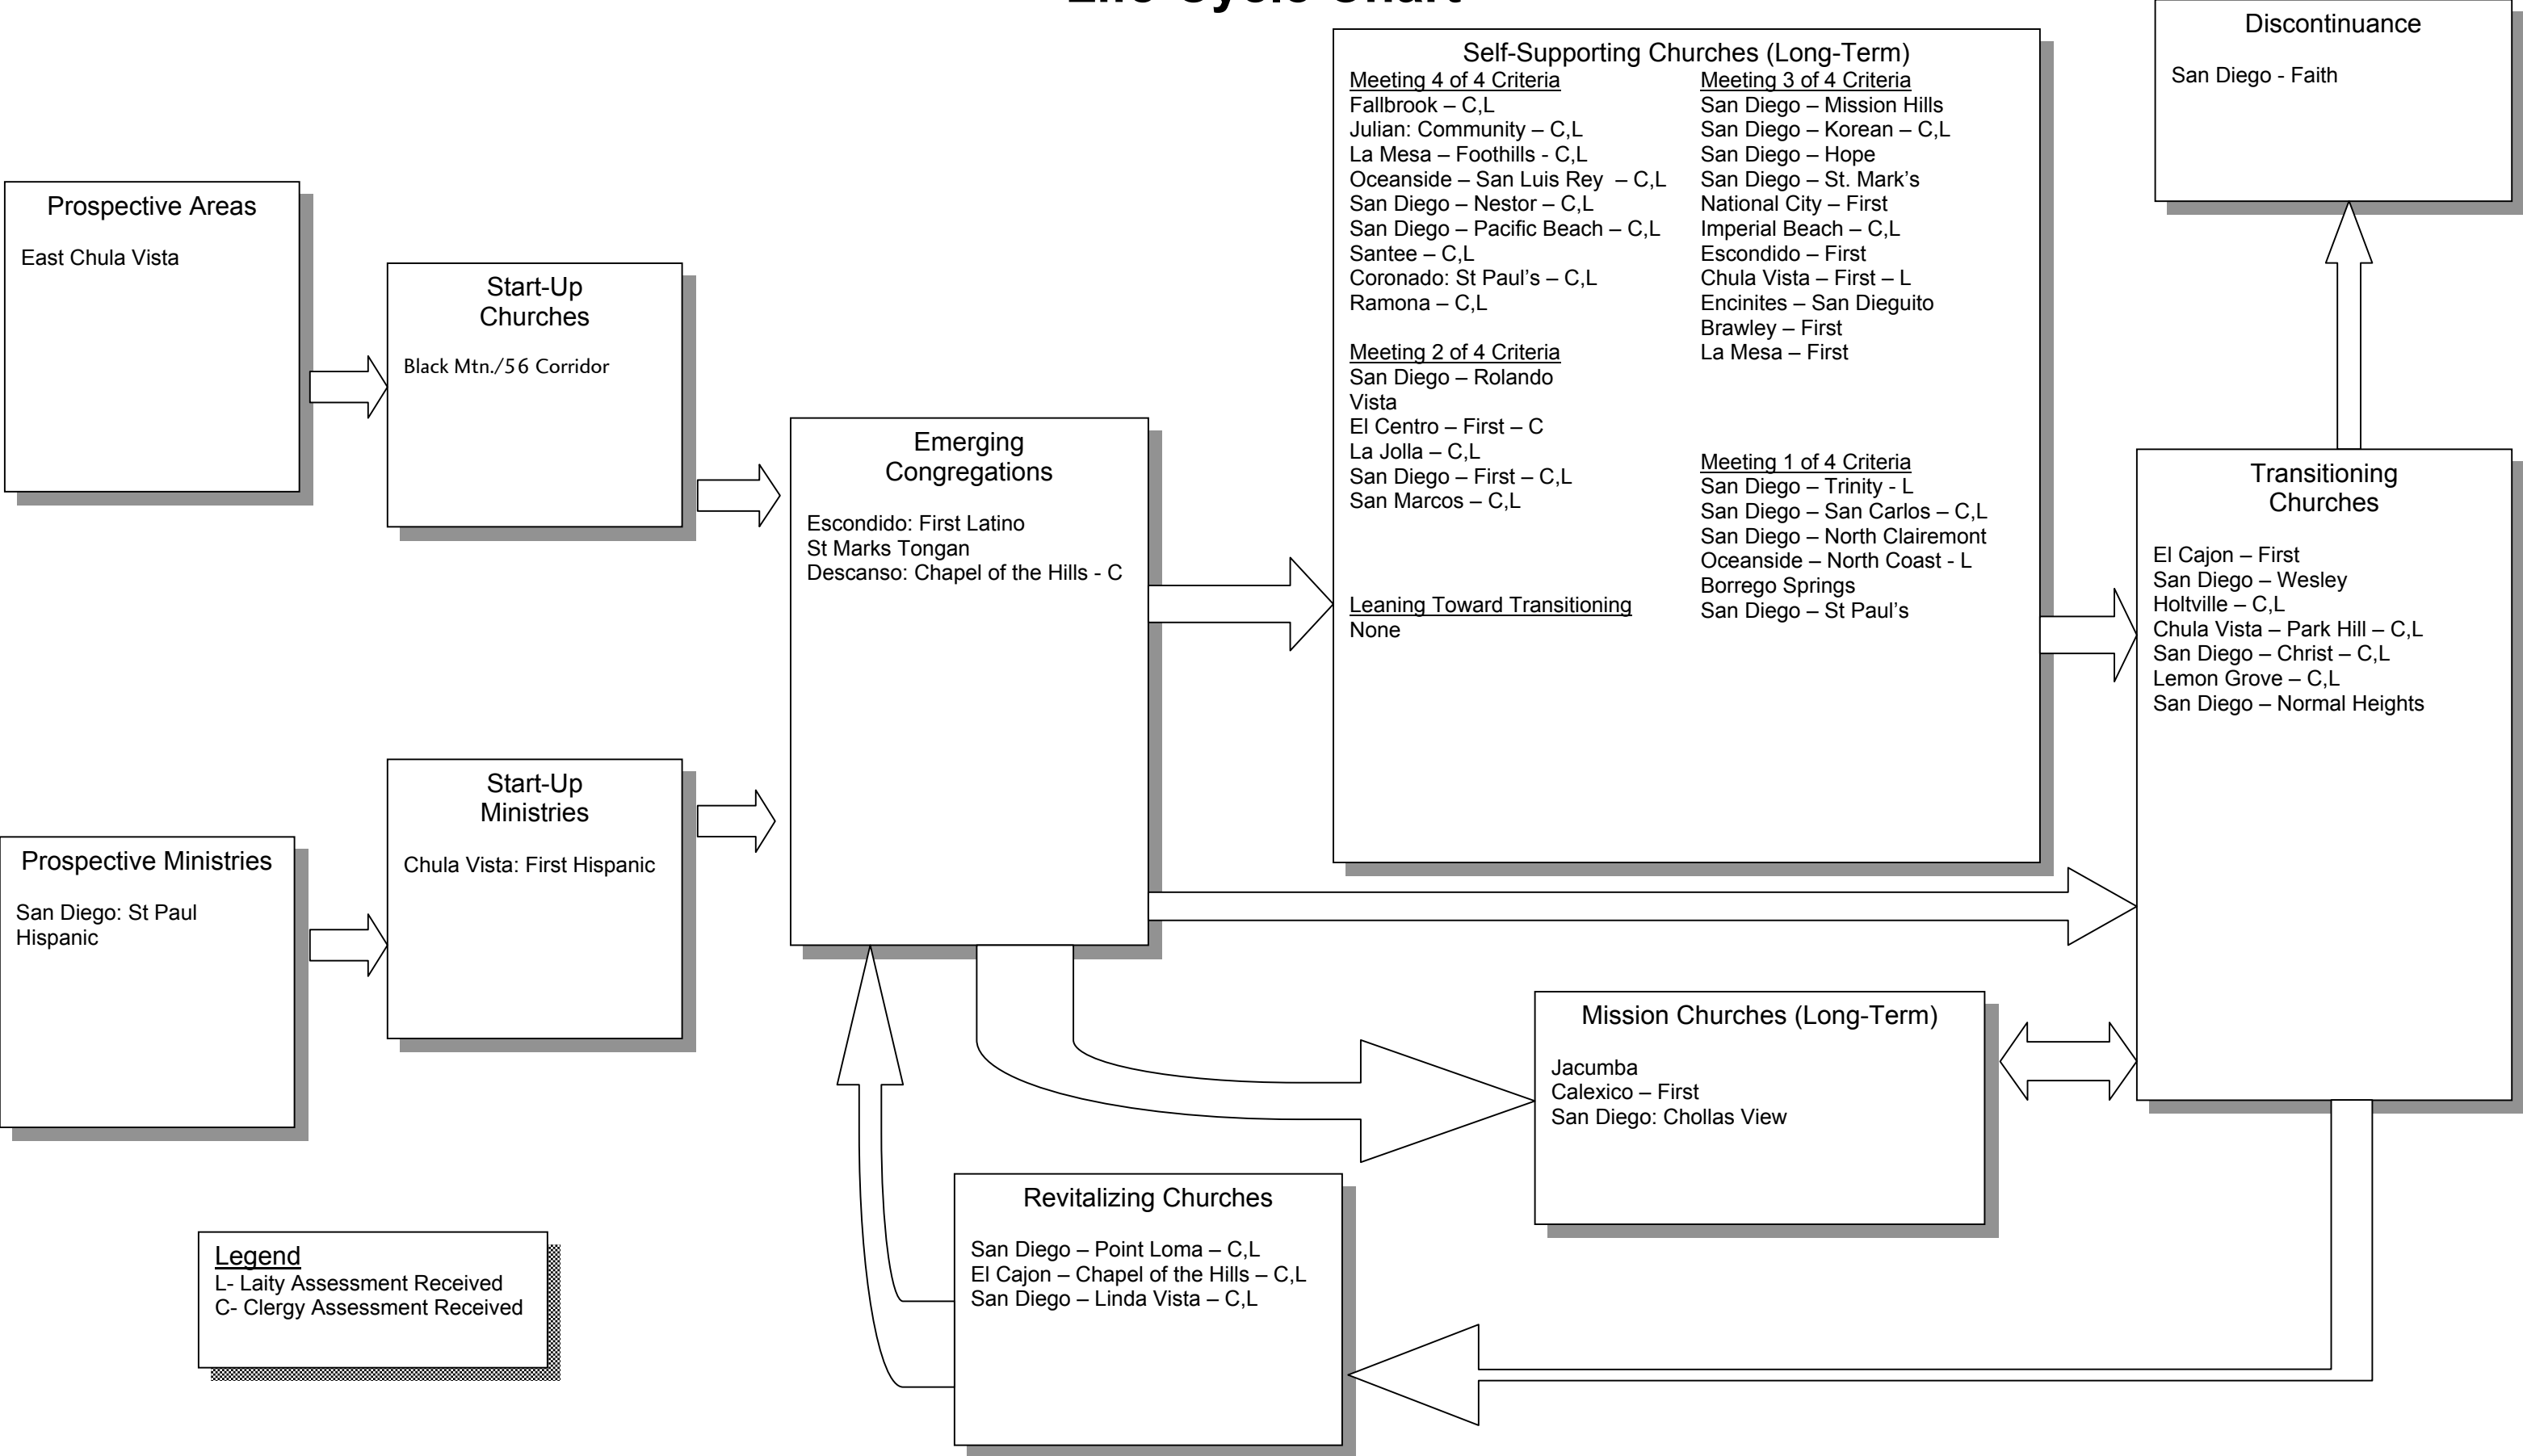 Life Cycle Chart
Discontinuance
San Diego - Faith
Self-Supporting Churches (Long-Term)
Meeting 4 of 4 Criteria
Fallbrook – C,L
Julian: Community – C,L
La Mesa – Foothills - C,L
Oceanside – San Luis Rey – C,L
San Diego – Nestor – C,L
San Diego – Pacific Beach – C,L
Santee – C,L
Coronado: St Paul's – C,L
Ramona – C,L
Meeting 2 of 4 Criteria
San Diego – Rolando
Vista
El Centro – First – C
La Jolla – C,L
San Diego – First – C,L
San Marcos – C,L
Leaning Toward Transitioning
None
Meeting 3 of 4 Criteria
San Diego – Mission Hills
San Diego – Korean – C,L
San Diego – Hope
San Diego – St. Mark's
National City – First
Imperial Beach – C,L
Escondido – First
Chula Vista – First – L
Encinites – San Dieguito
Brawley – First
La Mesa – First
Meeting 1 of 4 Criteria
San Diego – Trinity - L
San Diego – San Carlos – C,L
San Diego – North Clairemont
Oceanside – North Coast - L
Borrego Springs
San Diego – St Paul's
Prospective Areas
East Chula Vista
Start-Up
Churches
Black Mtn./56 Corridor
Emerging
Congregations
Escondido: First Latino
St Marks Tongan
Descanso: Chapel of the Hills - C
Transitioning
Churches
El Cajon – First
San Diego – Wesley
Holtville – C,L
Chula Vista – Park Hill – C,L
San Diego – Christ – C,L
Lemon Grove – C,L
San Diego – Normal Heights
Start-Up
Ministries
Chula Vista: First Hispanic
Prospective Ministries
San Diego: St Paul
Hispanic
Mission Churches (Long-Term)
Jacumba
Calexico – First
San Diego: Chollas View
Revitalizing Churches
San Diego – Point Loma – C,L
El Cajon – Chapel of the Hills – C,L
San Diego – Linda Vista – C,L
Legend
L- Laity Assessment Received
C- Clergy Assessment Received